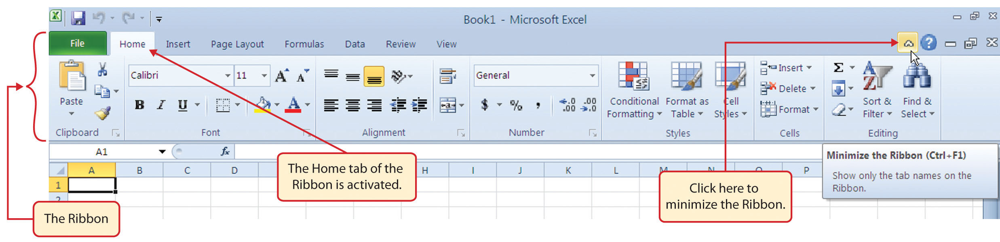 Book1 - Microsoft Excel
File Home Insert Page Layout Formulas Data Review View
Calibri 11 General
Insert
Delete
Format
Paste
B I U $ % , .0 .00 .00 .0
Conditional Formatting
Format as Table
Cell Styles
Σ
Sort & Filter
Find & Select
Clipboard Font Alignment Number Styles Cells Editing
A1 fx
A B C D H I J K L M N O P
1
2
The Ribbon
The Home tab of the
Ribbon is activated.
Click here to
minimize the Ribbon.
Minimize the Ribbon (Ctrl+F1)
Show only the tab names on the
Ribbon.